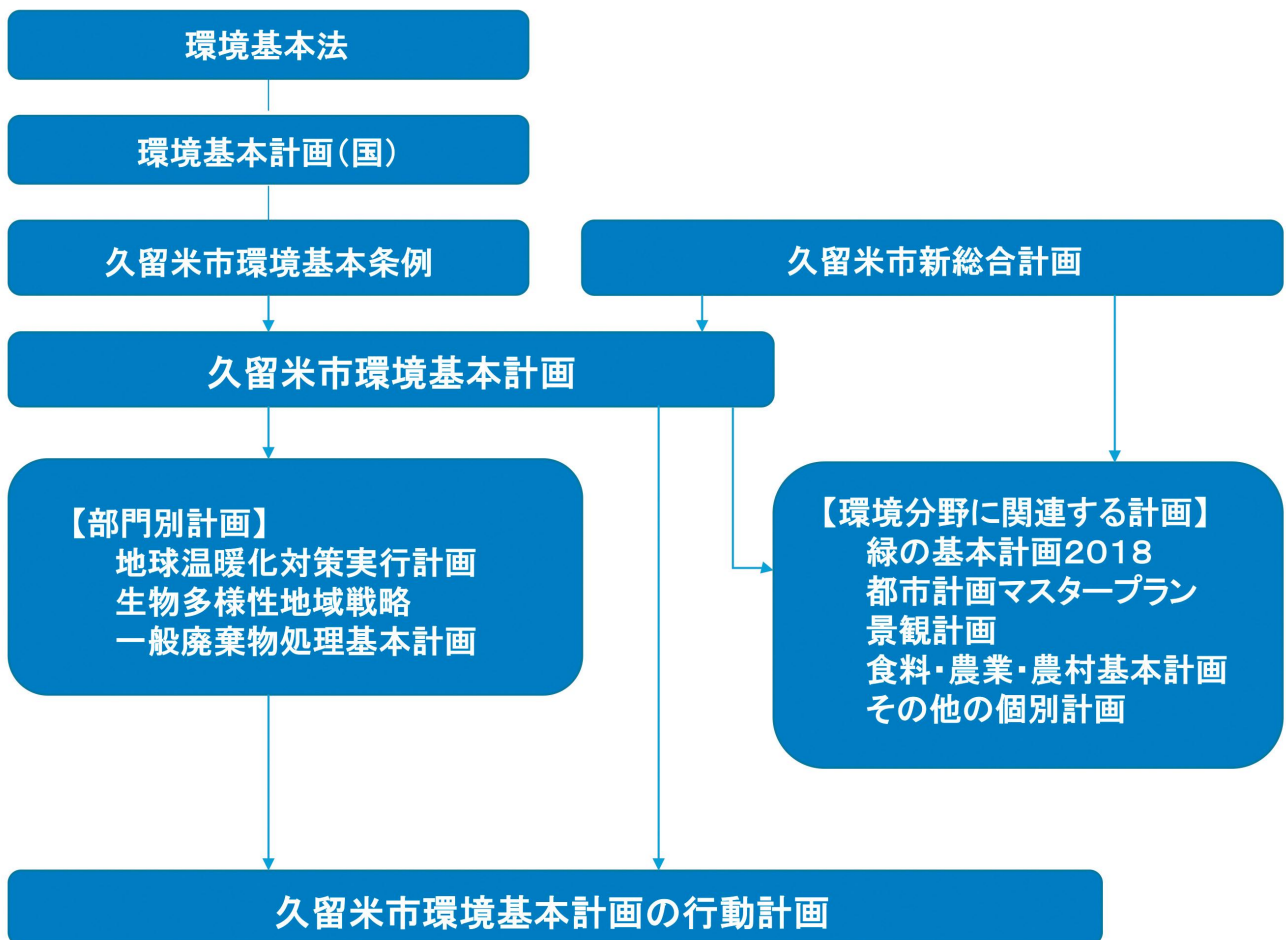 環境基本法
環境基本計画（国）
久留米市環境基本条例
久留米市新総合計画
久留米市環境基本計画
【部門別計画】
地球温暖化対策実行計画
生物多様性地域戦略
一般廃棄物処理基本計画
【環境分野に関連する計画】
緑の基本計画２０１８
都市計画マスタープラン
景観計画
食料・農業・農村基本計画
その他の個別計画
久留米市環境基本計画の行動計画